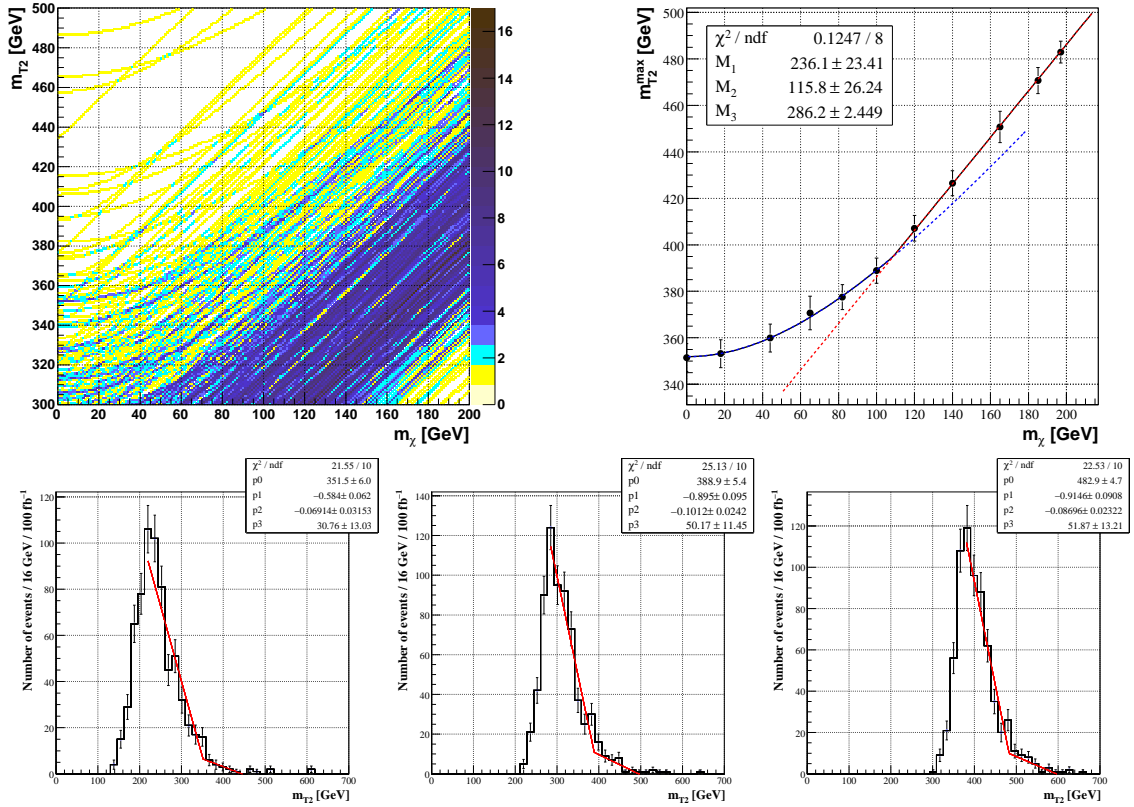 m_T2 [GeV]
500
480
460
440
420
400
380
360
340
320
300
0 20 40 60 80 100 120 140 160 180 200
m_χ [GeV]
16
14
12
10
8
6
4
2
0
m_T2^max [GeV]
500
480
460
440
420
400
380
360
340
χ² / ndf 0.1247 / 8
M₁ 236.1 ± 23.41
M₂ 115.8 ± 26.24
M₃ 286.2 ± 2.449
0 20 40 60 80 100 120 140 160 180 200
m_χ [GeV]
Number of events / 16 GeV / 100 fb⁻¹
120
100
80
60
40
20
0
χ² / ndf 21.55 / 10
p0 351.5 ± 6.0
p1 −0.584± 0.062
p2 −0.06914 ± 0.03153
p3 30.76 ± 13.03
0 100 200 300 400 500 600 700
m_T2 [GeV]
Number of events / 16 GeV / 100 fb⁻¹
140
120
100
80
60
40
20
0
χ² / ndf 25.13 / 10
p0 388.9 ± 5.4
p1 −0.895± 0.095
p2 −0.1012 ± 0.0242
p3 50.17 ± 11.45
0 100 200 300 400 500 600 700
m_T2 [GeV]
Number of events / 16 GeV / 100 fb⁻¹
120
100
80
60
40
20
0
χ² / ndf 22.53 / 10
p0 482.9 ± 4.7
p1 −0.9146 ± 0.0908
p2 −0.08696 ± 0.02322
p3 51.87 ± 13.21
0 100 200 300 400 500 600 700
m_T2 [GeV]